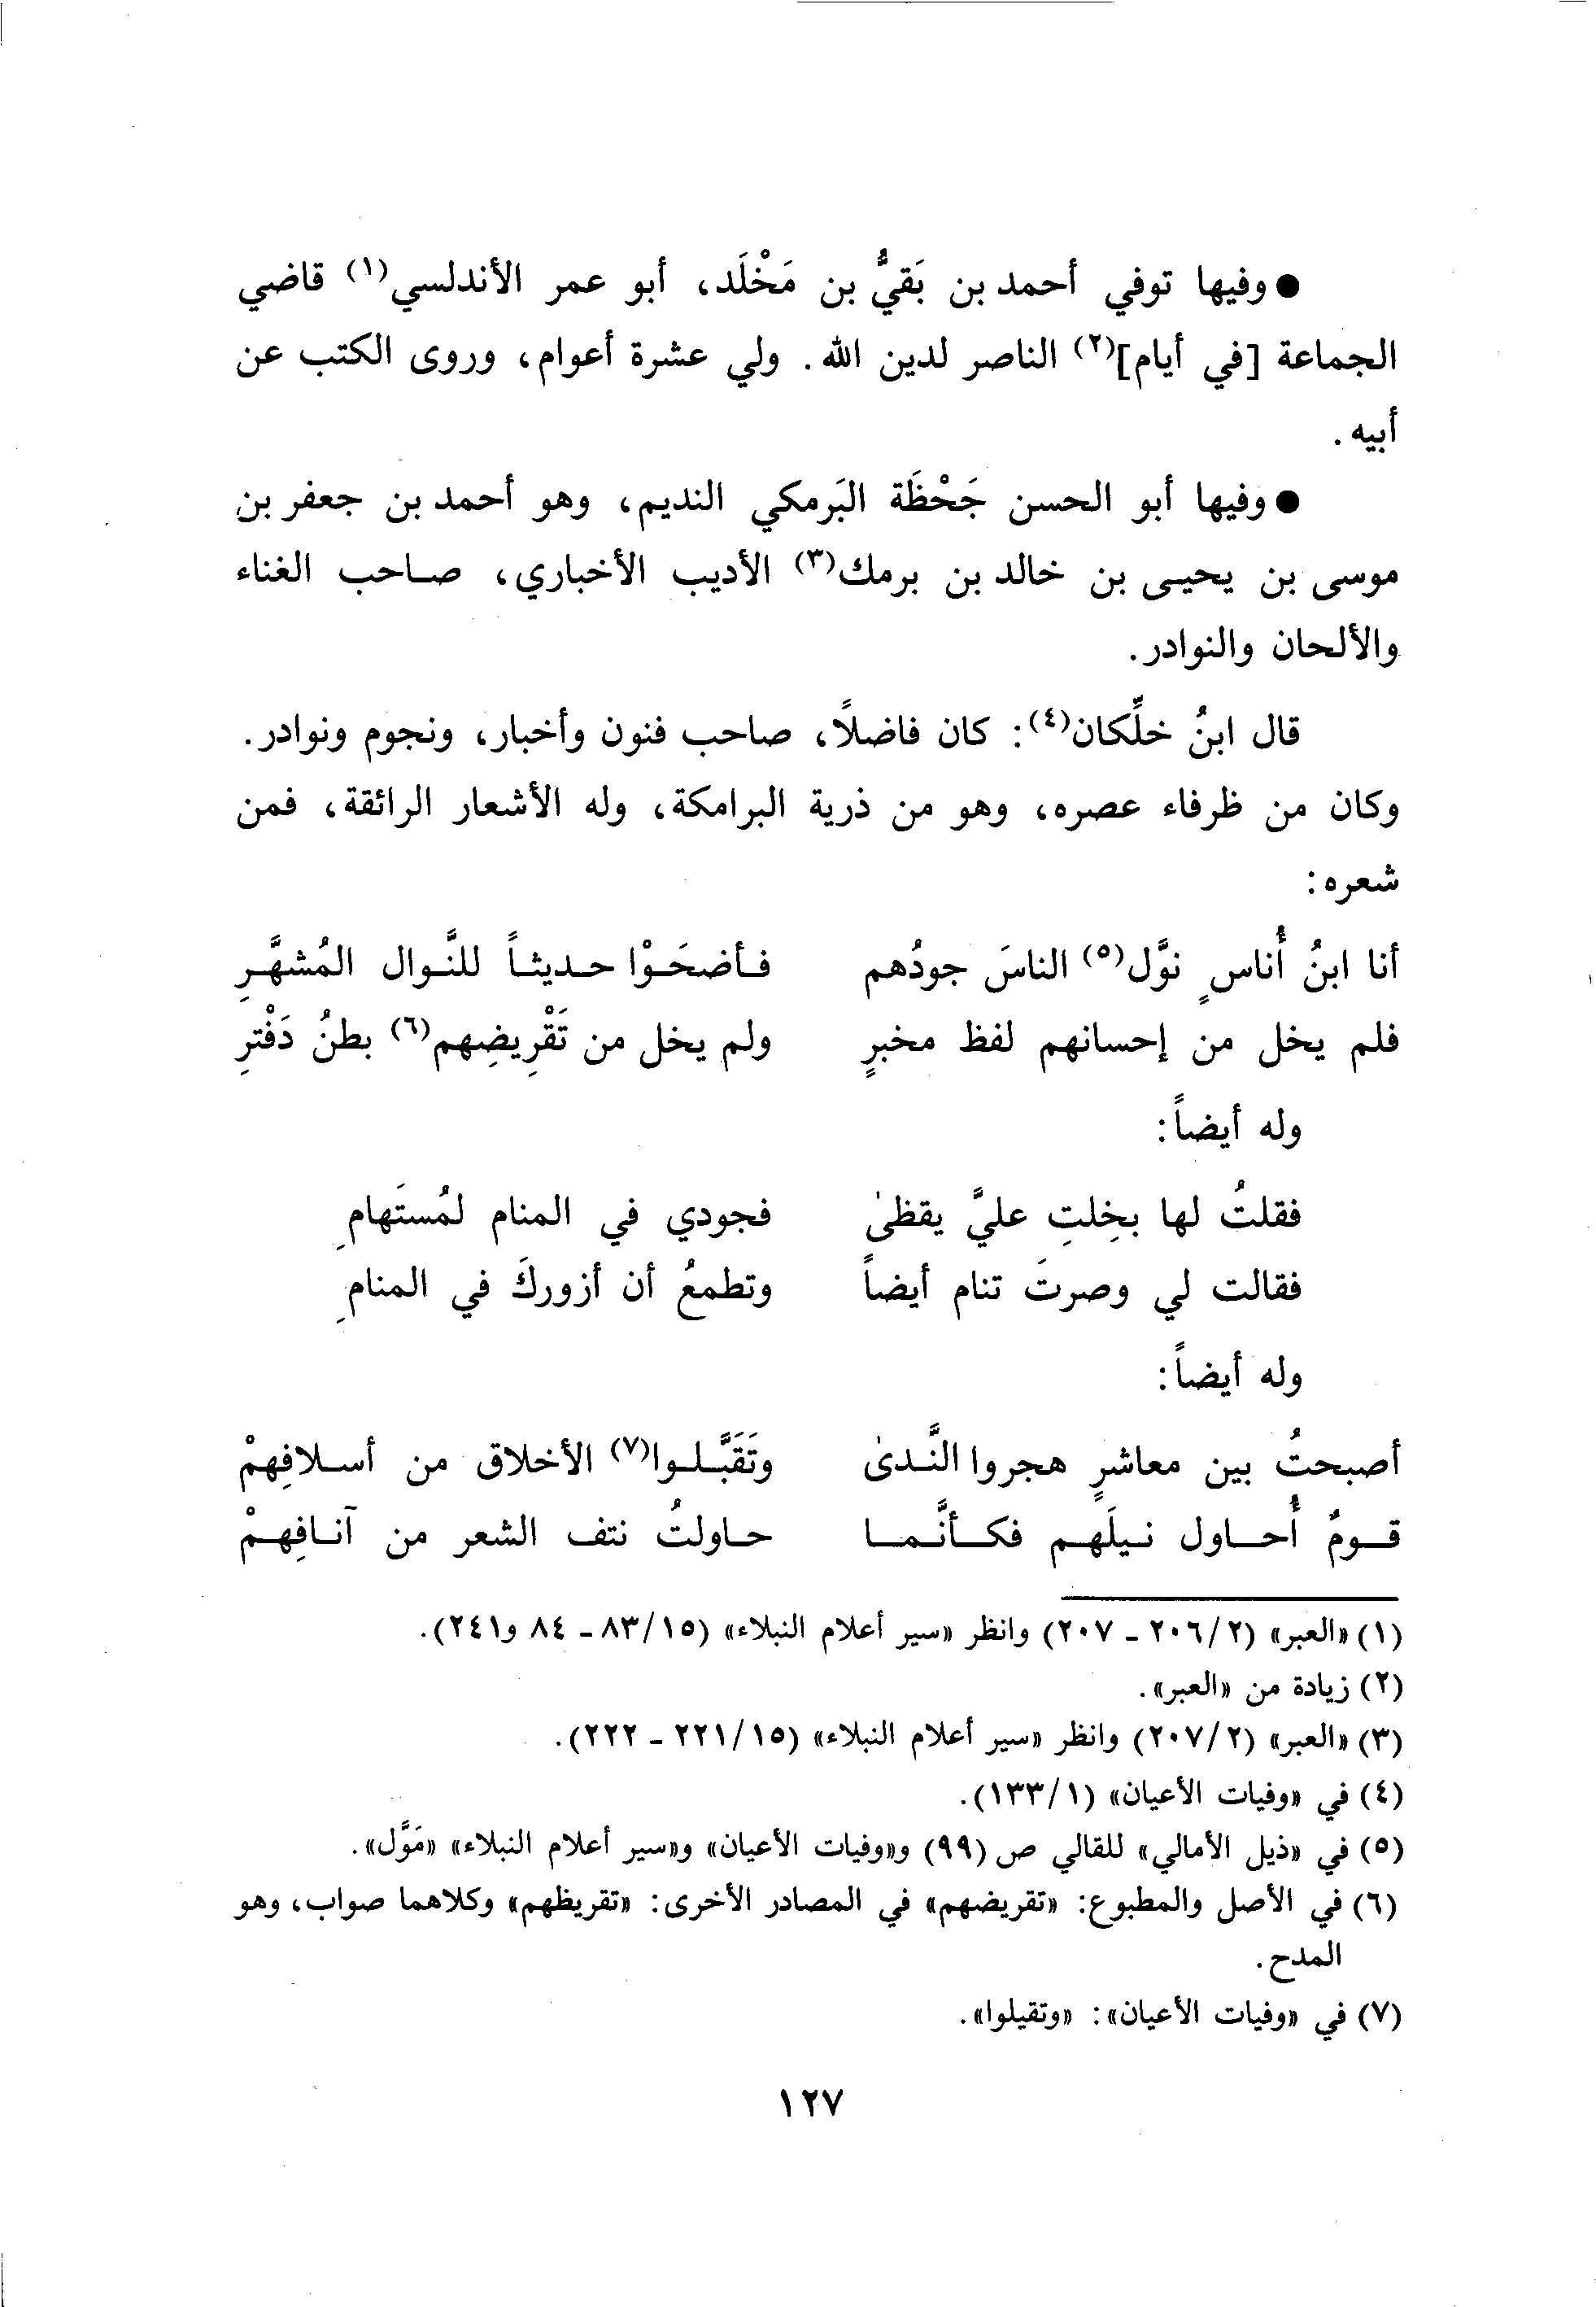 ● وفيها توفي أحمد بن بَقيُّ بن مَخْلَد، أبو عمر الأندلسي(١) قاضي
الجماعة [في أيام](٢) الناصر لدين الله. ولي عشرة أعوام، وروى الكتب عن
أبيه.
● وفيها أبو الحسن جَحْظَة البَرمكي النديم، وهو أحمد بن جعفر بن
موسى بن يحيى بن خالد بن برمك(٣) الأديب الأخباري، صاحب الغناء
والألحان والنوادر.
قال ابنُ خلِّكان(٤): كان فاضلاً، صاحب فنون وأخبار، ونجوم ونوادر.
وكان من ظرفاء عصره، وهو من ذرية البرامكة، وله الأشعار الرائقة، فمن
شعره:
أنا ابنُ أُناسٍ نوَّل(٥) الناسَ جودُهم فأضحَوْا حديثاً للنَّوال المُشهَّرِ
فلم يخل من إحسانهم لفظ مخبرٍ ولم يخل من تَقْرِيضِهم(٦) بطنُ دَفْترِ
وله أيضاً:
فقلتُ لها بخِلتِ عليَّ يقظىٰ فجودي في المنام لمُستَهامِ
فقالت لي وصرتَ تنام أيضاً وتطمعُ أن أزوركَ في المنامِ
وله أيضاً:
أصبحتُ بين معاشرٍ هجروا النَّدىٰ وتَقَبَّلوا(٧) الأخلاق من أسلافِهمْ
قومٌ أُحاول نيلَهم فكأنَّما حاولتُ نتف الشعر من آنافِهمْ
(١) «العبر» (٢/ ٢٠٦ - ٢٠٧) وانظر «سير أعلام النبلاء» (١٥/ ٨٣ - ٨٤ و٢٤١).
(٢) زيادة من «العبر».
(٣) «العبر» (٢/ ٢٠٧) وانظر «سير أعلام النبلاء» (١٥/ ٢٢١ - ٢٢٢).
(٤) في «وفيات الأعيان» (١/ ١٣٣).
(٥) في «ذيل الأمالي» للقالي ص (٩٩) و«وفيات الأعيان» و«سير أعلام النبلاء» «مَوَّل».
(٦) في الأصل والمطبوع: «تقريضهم» في المصادر الأخرى: «تقريظهم» وكلاهما صواب، وهو
المدح.
(٧) في «وفيات الأعيان»: «وتقيلوا».
١٢٧